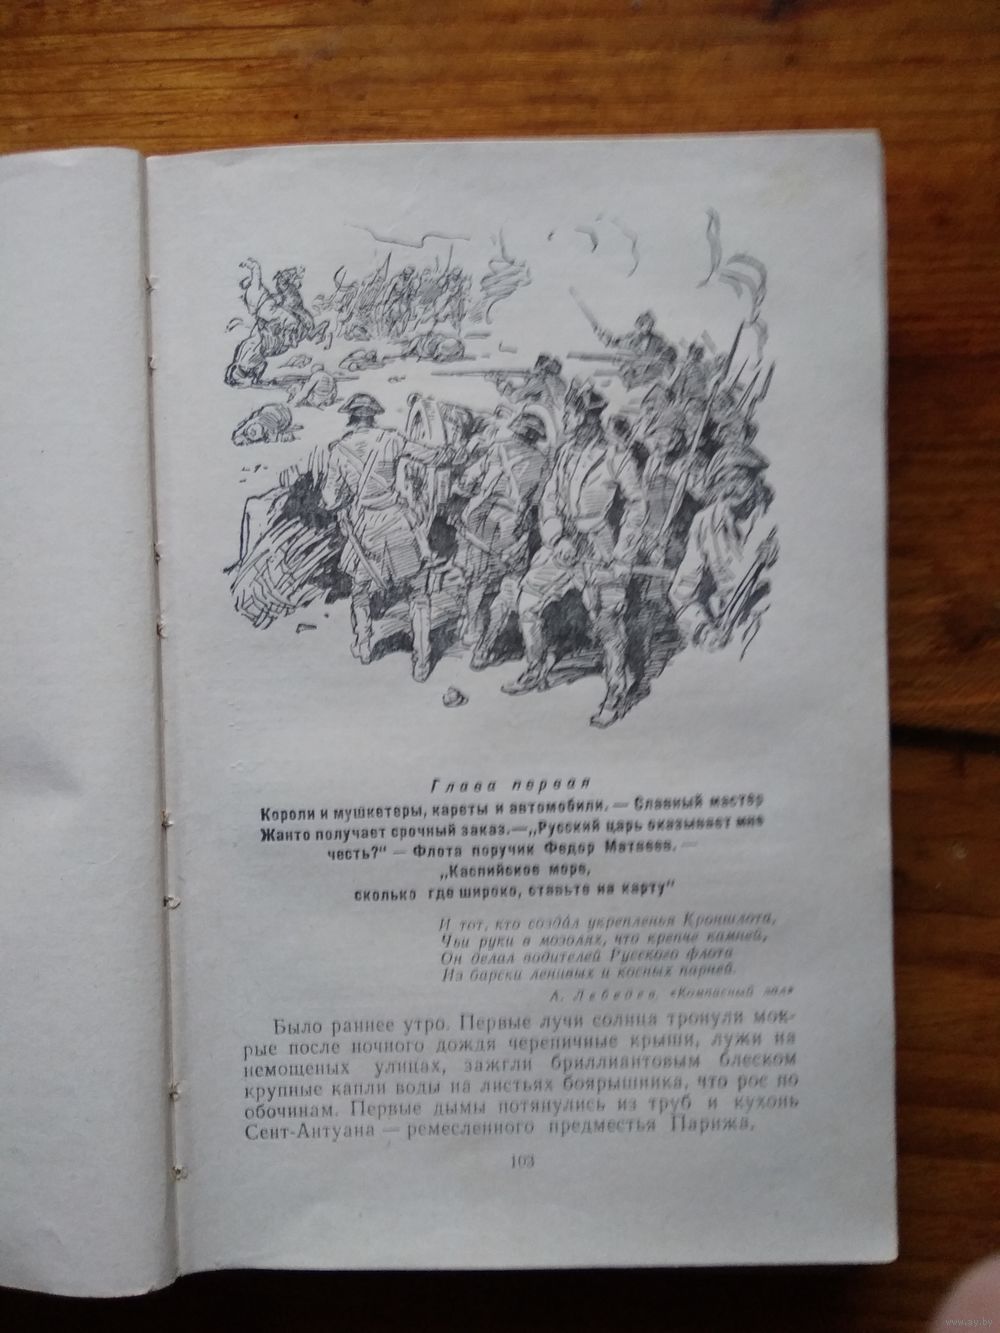 Глава первая
Короли и мушкетеры, кареты и автомобили. — Славный мастер
Жанто получает срочный заказ. — „Русский царь оказывает мне
честь?“ — Флота поручик Федор Матвеев. —
„Каспийское море,
сколько где широко, ставьте на карту“
И тот, кто создал укрепленья Кроншлота,
Чьи руки в мозолях, что крепче камней,
Он делал водителей Русского флота
Из барски ленивых и косных парней.
А. Лебедев, «Компасный зал»
Было раннее утро. Первые лучи солнца тронули мок-
рые после ночного дождя черепичные крыши, лужи на
немощеных улицах, зажгли бриллиантовым блеском
крупные капли воды на листьях боярышника, что рос по
обочинам. Первые дымы потянулись из труб и кухонь
Сент-Антуана — ремесленного предместья Парижа,
103
www.ay.by